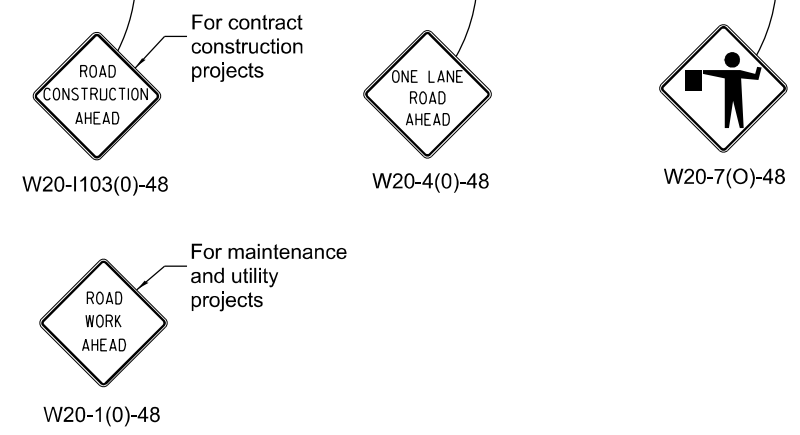 For contract
construction
projects
ROAD
CONSTRUCTION
AHEAD
W20-I103(0)-48
ONE LANE
ROAD
AHEAD
W20-4(0)-48
W20-7(O)-48
For maintenance
and utility
projects
ROAD
WORK
AHEAD
W20-1(0)-48